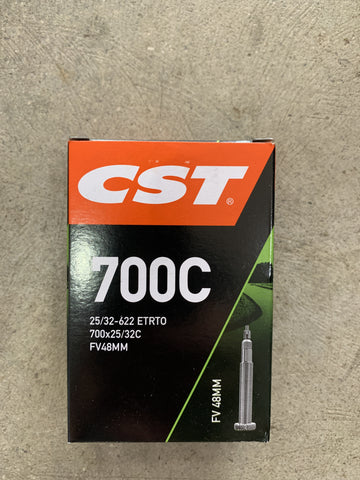 CST®
700C
25/32-622 ETRTO
700x25/32C
FV48MM
FV 48MM